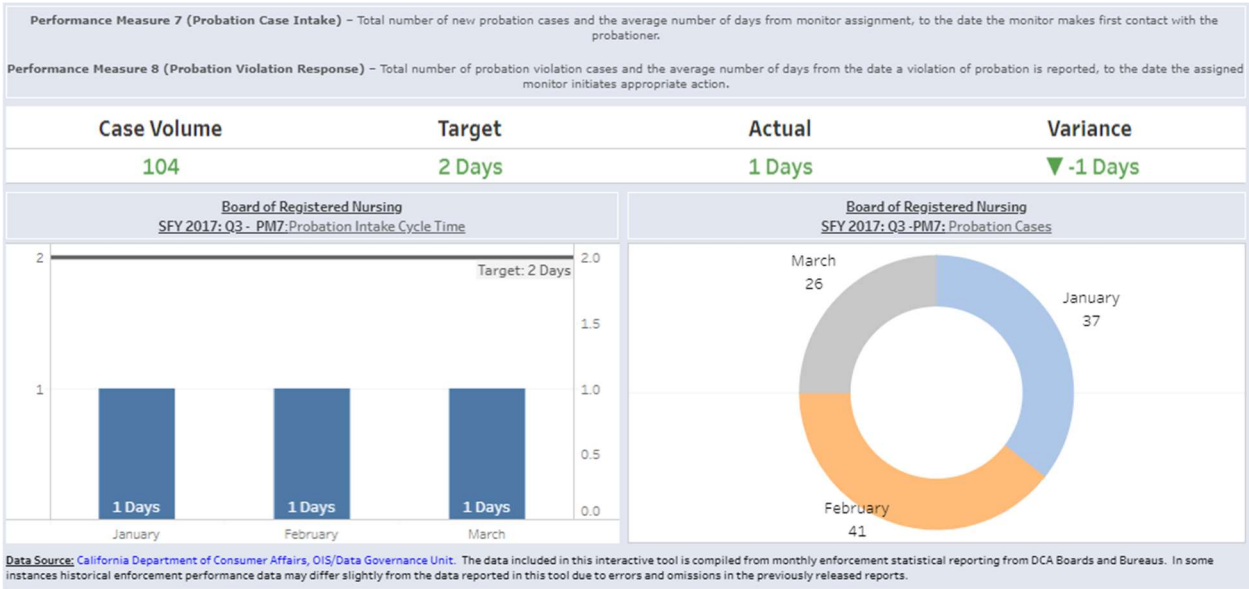 Performance Measure 7 (Probation Case Intake) – Total number of new probation cases and the average number of days from monitor assignment, to the date the monitor makes first contact with the
probationer.
Performance Measure 8 (Probation Violation Response) – Total number of probation violation cases and the average number of days from the date a violation of probation is reported, to the date the assigned
monitor initiates appropriate action.
Case Volume Target Actual Variance
104 2 Days 1 Days ▼ -1 Days
Board of Registered Nursing
SFY 2017: Q3 - PM7:Probation Intake Cycle Time
2 2.0
Target: 2 Days
1.5
1 1.0
0.5
1 Days 1 Days 1 Days
0.0
January February March
Board of Registered Nursing
SFY 2017: Q3 -PM7: Probation Cases
March
26
January
37
February
41
Data Source: California Department of Consumer Affairs, OIS/Data Governance Unit. The data included in this interactive tool is compiled from monthly enforcement statistical reporting from DCA Boards and Bureaus. In some
instances historical enforcement performance data may differ slightly from the data reported in this tool due to errors and omissions in the previously released reports.